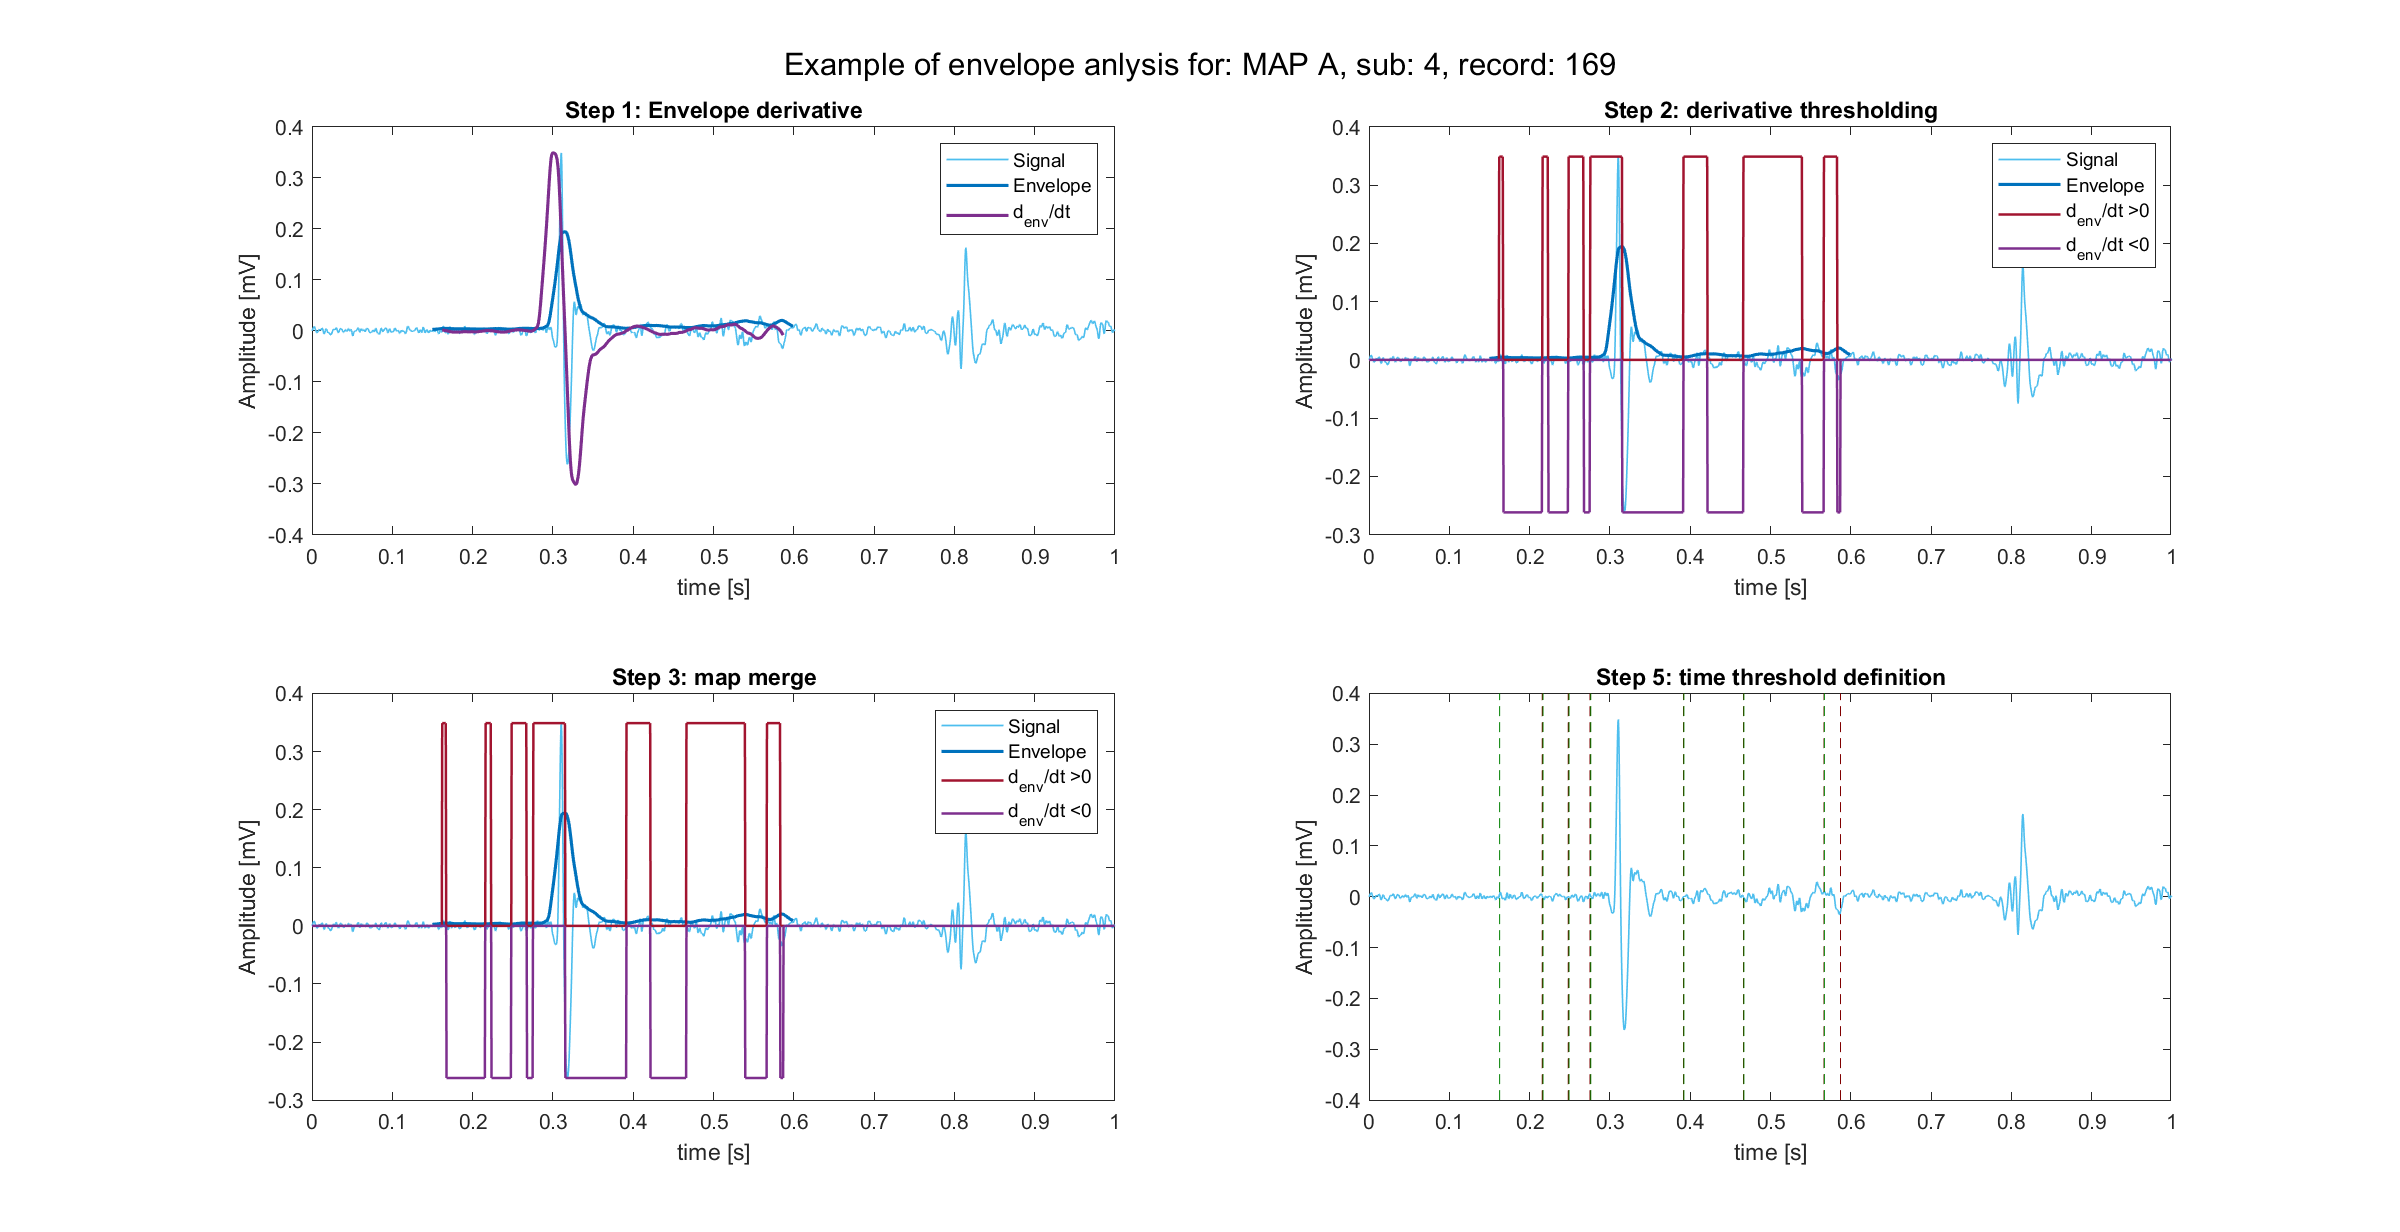 Example of envelope anlysis for: MAP A, sub: 4, record: 169
Step 1: Envelope derivative
0.4
0.3
0.2
0.1
0
-0.1
-0.2
-0.3
-0.4
Amplitude [mV]
0 0.1 0.2 0.3 0.4 0.5 0.6 0.7 0.8 0.9 1
time [s]
Signal
Envelope
d_env/dt
Step 2: derivative thresholding
0.4
0.3
0.2
0.1
0
-0.1
-0.2
-0.3
Amplitude [mV]
0 0.1 0.2 0.3 0.4 0.5 0.6 0.7 0.8 0.9 1
time [s]
Signal
Envelope
d_env/dt >0
d_env/dt <0
Step 3: map merge
0.4
0.3
0.2
0.1
0
-0.1
-0.2
-0.3
Amplitude [mV]
0 0.1 0.2 0.3 0.4 0.5 0.6 0.7 0.8 0.9 1
time [s]
Signal
Envelope
d_env/dt >0
d_env/dt <0
Step 5: time threshold definition
0.4
0.3
0.2
0.1
0
-0.1
-0.2
-0.3
-0.4
Amplitude [mV]
0 0.1 0.2 0.3 0.4 0.5 0.6 0.7 0.8 0.9 1
time [s]